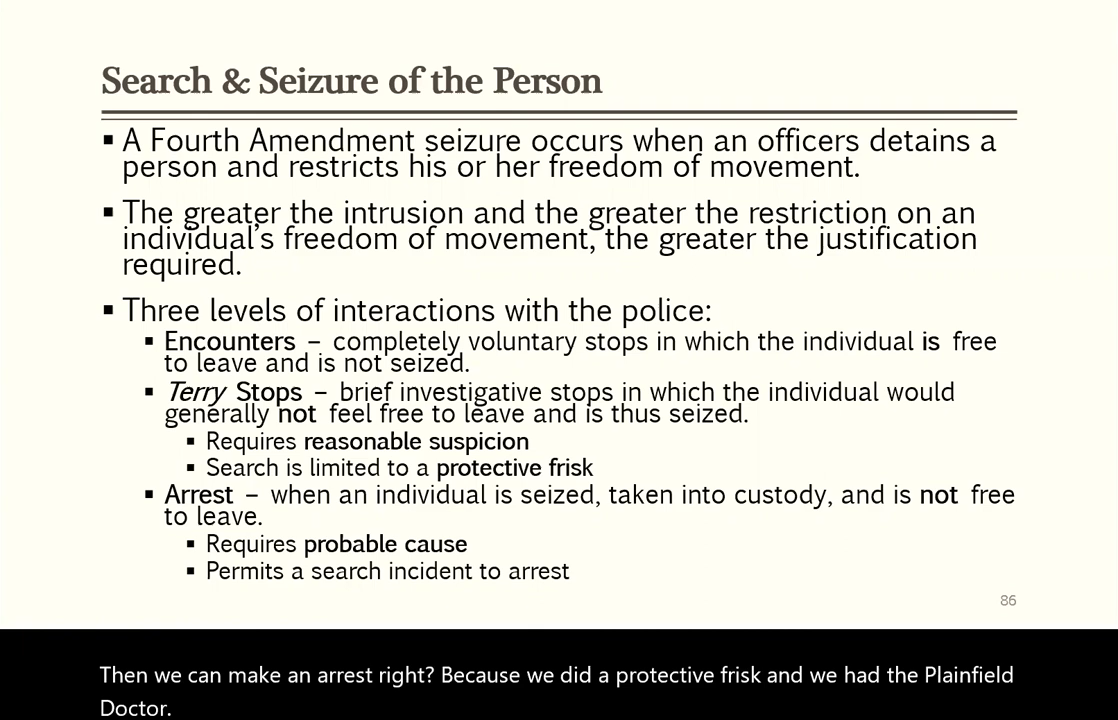 Search & Seizure of the Person
▪ A Fourth Amendment seizure occurs when an officers detains a
person and restricts his or her freedom of movement.
▪ The greater the intrusion and the greater the restriction on an
individual's freedom of movement, the greater the justification
required.
▪ Three levels of interactions with the police:
▪ Encounters – completely voluntary stops in which the individual is free
to leave and is not seized.
▪ Terry Stops – brief investigative stops in which the individual would
generally not feel free to leave and is thus seized.
▪ Requires reasonable suspicion
▪ Search is limited to a protective frisk
▪ Arrest – when an individual is seized, taken into custody, and is not free
to leave.
▪ Requires probable cause
▪ Permits a search incident to arrest
86
Then we can make an arrest right? Because we did a protective frisk and we had the Plainfield
Doctor.